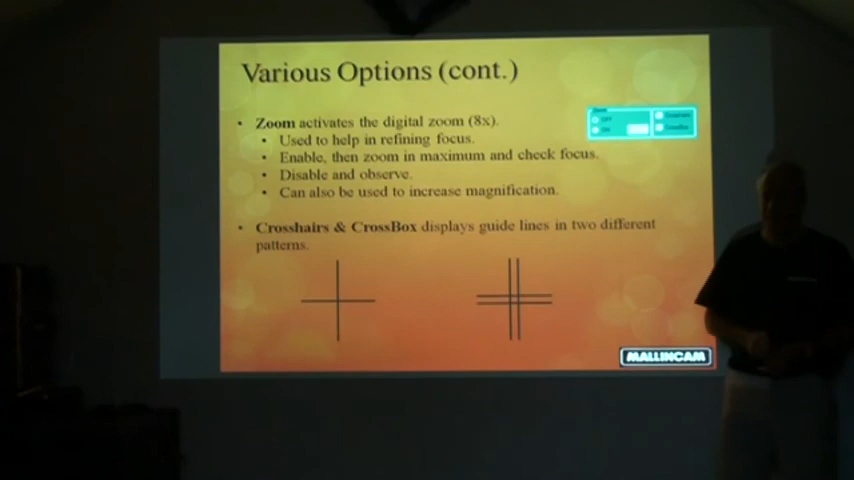 Various Options (cont.)
• Zoom activates the digital zoom (8x).
• Used to help in refining focus.
• Enable, then zoom in maximum and check focus.
• Disable and observe.
• Can also be used to increase magnification.
• Crosshairs & CrossBox displays guide lines in two different
patterns.
MALLINCAM